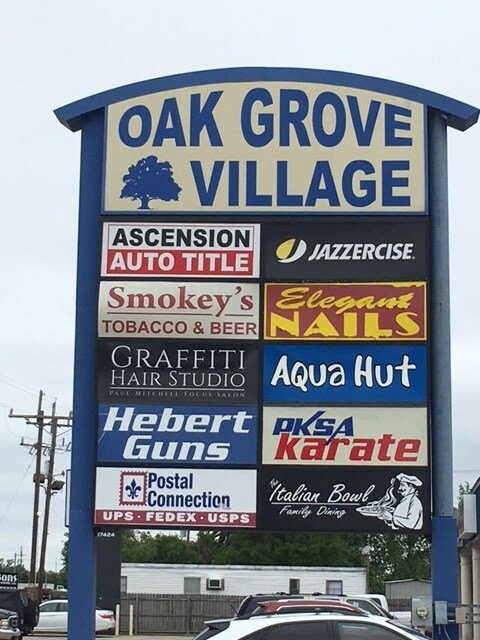 OAK GROVE
VILLAGE
ASCENSION
AUTO TITLE
JAZZERCISE.
Smokey's
TOBACCO & BEER
Elegant
NAILS
GRAFFITI
HAIR STUDIO
PAUL MITCHELL FOCUS SALON
Aqua Hut
Hebert
Guns
PKSA
Karate
Postal
Connection
UPS · FEDEX · USPS
The
Italian Bowl
Family Dining
17424